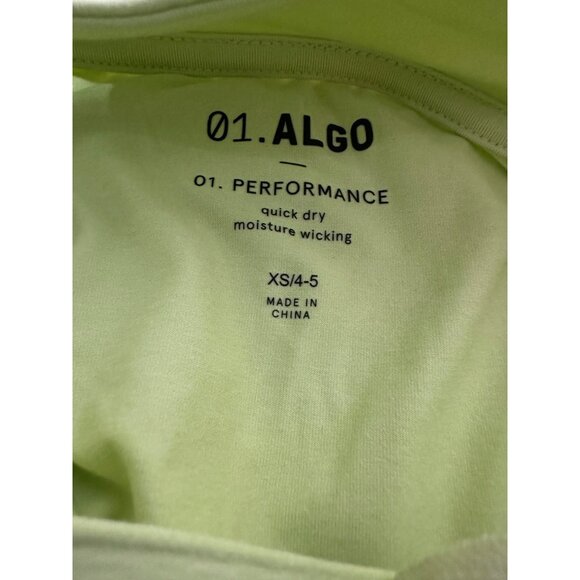 01.ALGO
01. PERFORMANCE
quick dry
moisture wicking
XS/4-5
MADE IN
CHINA